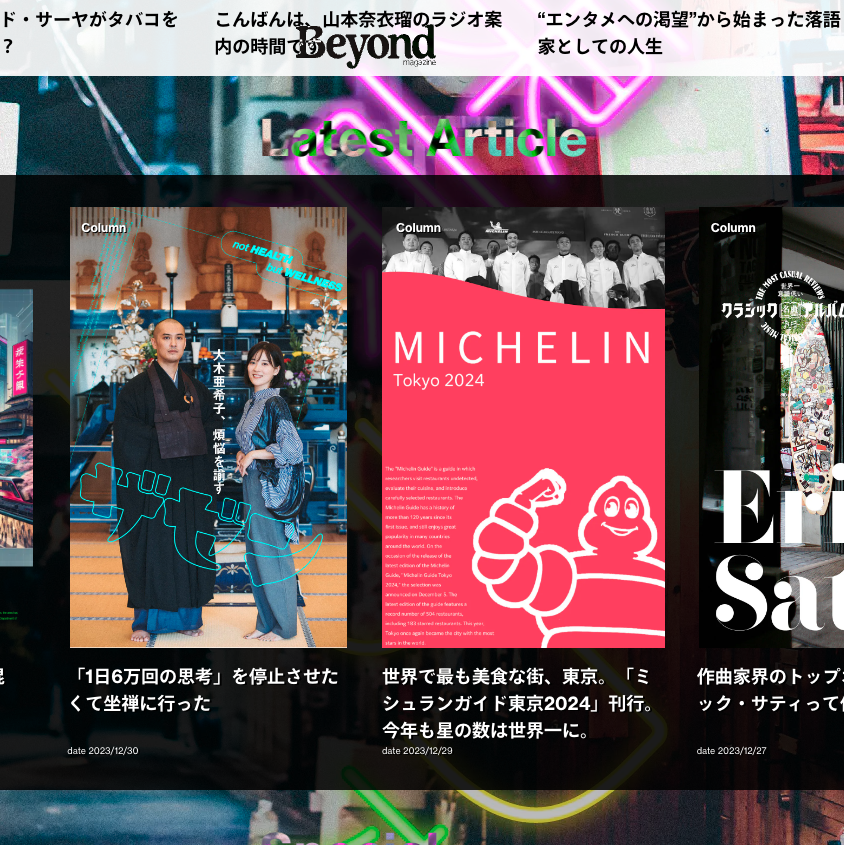 ド・サーヤがタバコを
?
こんばんは、山本奈衣瑠のラジオ案
内の時間です
“エンタメへの渇望”から始まった落語
家としての人生
Beyond
magazine
Latest Article
Column
not HEALTH
but WELLNESS
大木亜希子、煩悩を諭す
「1日6万回の思考」を停止させた
くて坐禅に行った
date 2023/12/30
Column
MICHELIN
MICHELIN
Tokyo 2024
The "Michelin Guide" is a guide in which
researchers visit restaurants undetected,
evaluate their cuisine, and introduce
carefully selected restaurants. The
Michelin Guide has a history of
more than 120 years since its
first issue, and still enjoys great
popularity in many countries
around the world. On the
occasion of the release of the
latest edition of the Michelin
Guide, "Michelin Guide Tokyo
2024," the selection was
announced on December 5. The
latest edition of the guide features a
record number of 504 restaurants,
including 183 starred restaurants. This year,
Tokyo once again became the city with the most
stars in the world.
世界で最も美食な街、東京。「ミ
シュランガイド東京2024」刊行。
今年も星の数は世界一に。
date 2023/12/29
Column
THE MOST CASUAL REVIEWS
世界一
クラシック 名曲 アルバム
Eri
Sat
作曲家界のトップ
ック・サティって
date 2023/12/27
Special